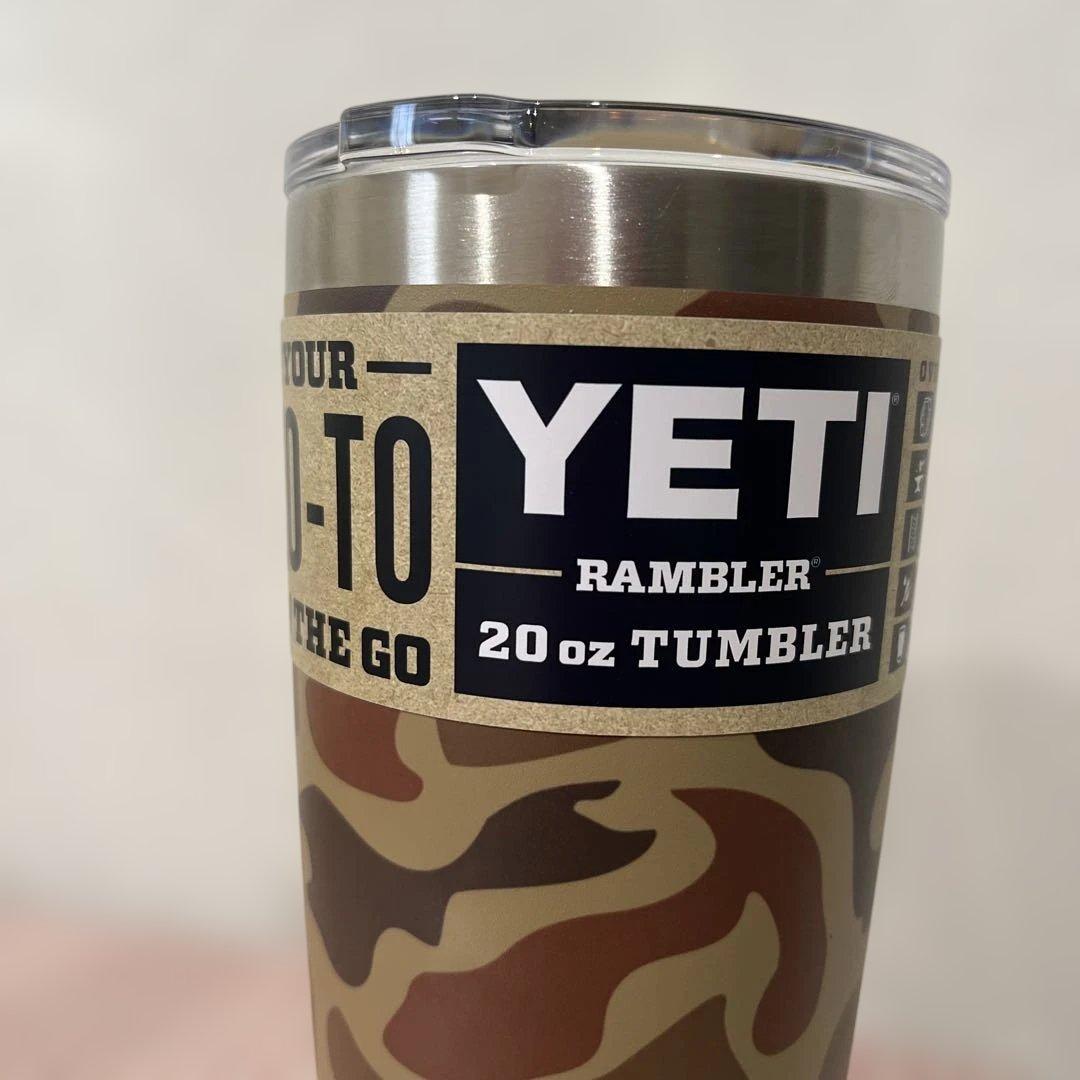 YOUR
-TO
THE GO
YETI®
RAMBLER®
20 oz TUMBLER